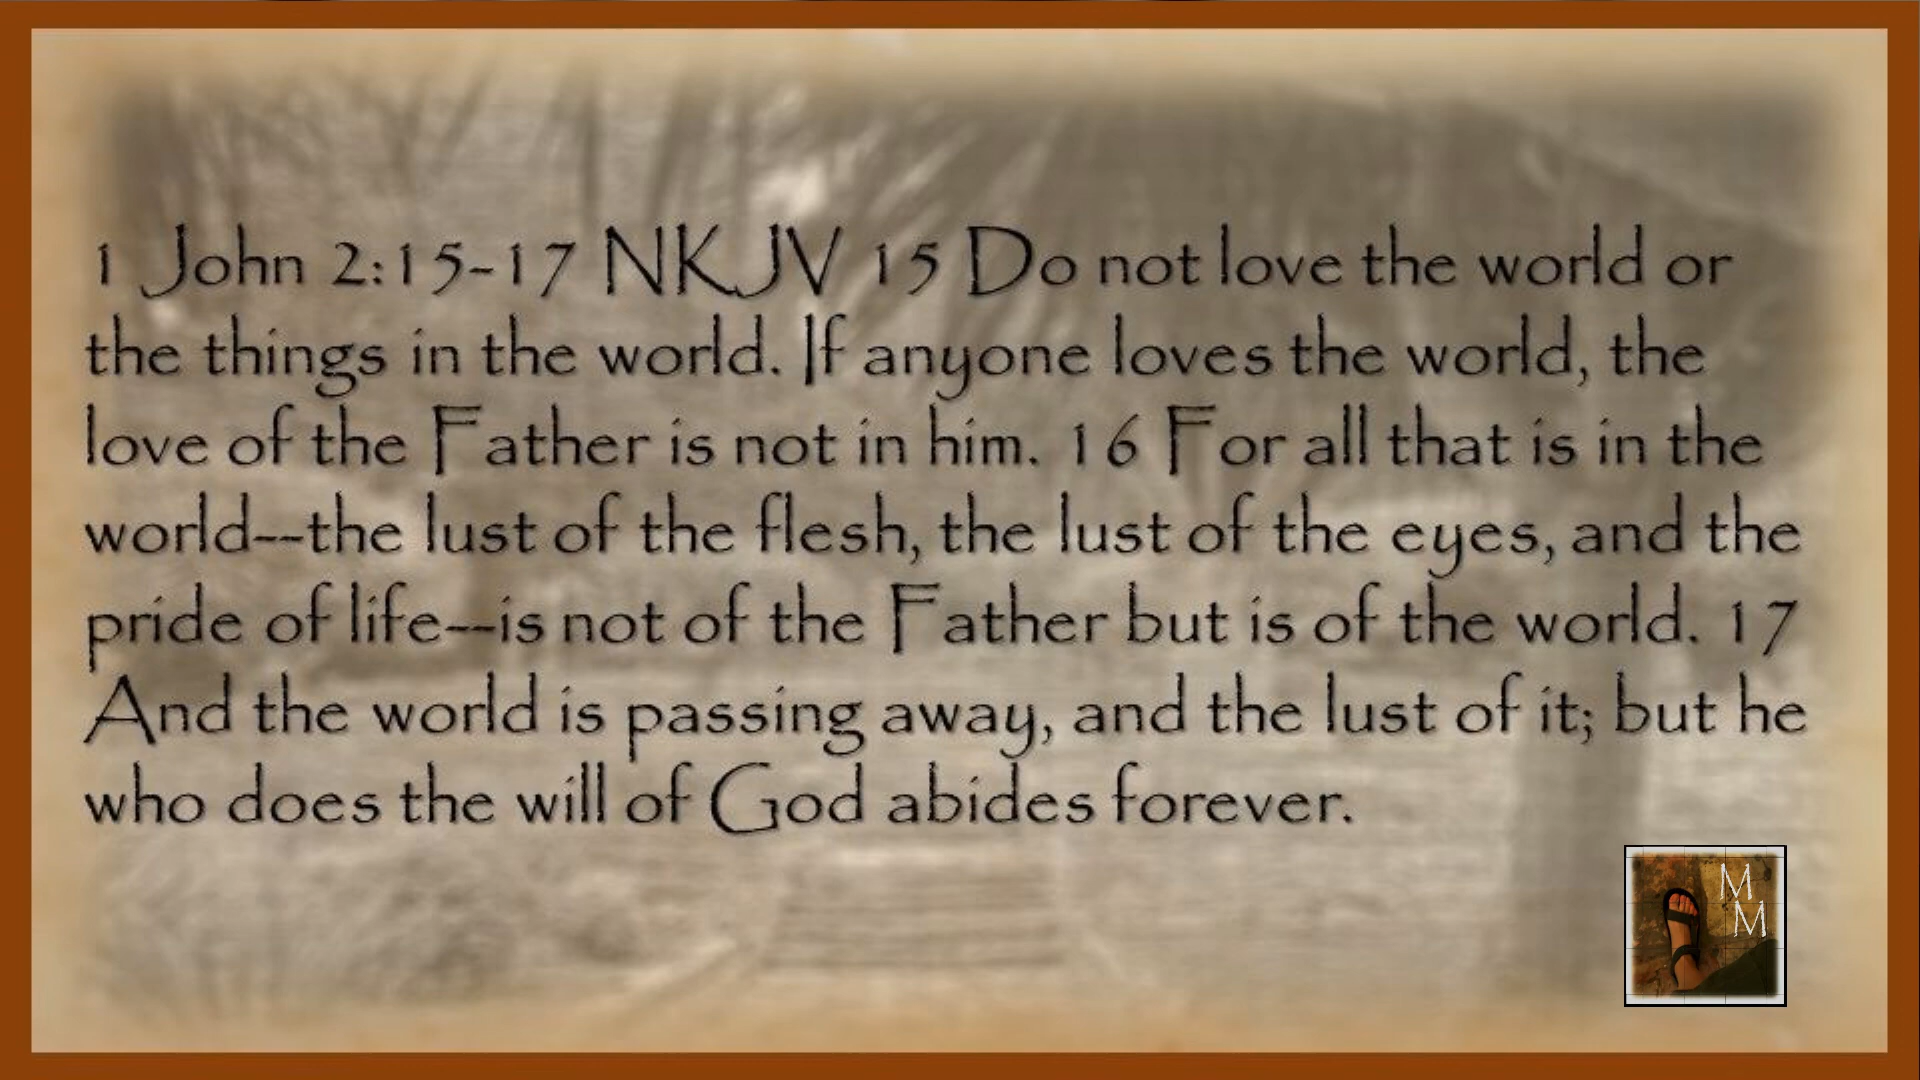 1 John 2:15-17 NKJV 15 Do not love the world or
the things in the world. If anyone loves the world, the
love of the Father is not in him. 16 For all that is in the
world--the lust of the flesh, the lust of the eyes, and the
pride of life--is not of the Father but is of the world. 17
And the world is passing away, and the lust of it; but he
who does the will of God abides forever.
M
M